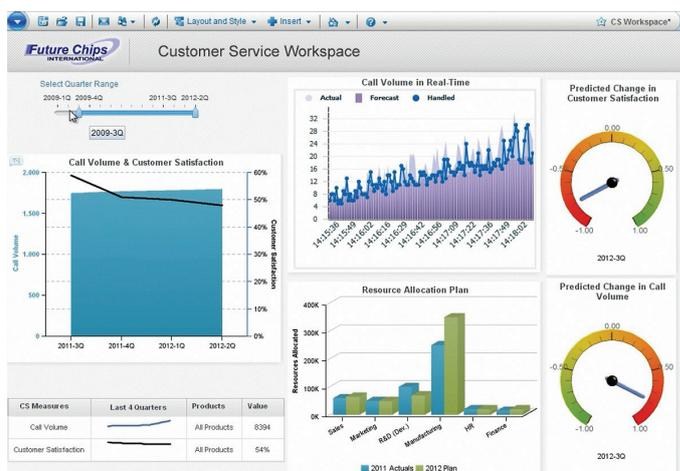 Layout and Style
Insert
CS Workspace*
Future Chips
INTERNATIONAL
Customer Service Workspace
Select Quarter Range
2009-1Q 2009-4Q 2011-3Q 2012-2Q
2009-3Q
Call Volume & Customer Satisfaction
2,000
1,500
1,000
500
0
Call Volume
60%
50%
40%
30%
20%
10%
0%
Customer Satisfaction
2011-3Q 2011-4Q 2012-1Q 2012-2Q
CS Measures Last 4 Quarters Products Value
Call Volume All Products 8394
Customer Satisfaction All Products 54%
Call Volume in Real-Time
Actual Forecast Handled
32
28
24
20
16
12
8
4
0
14:15:36 14:15:49 14:16:02 14:16:16 14:16:29 14:16:42 14:16:56 14:17:09 14:17:22 14:17:36 14:17:49 14:18:02
Resource Allocation Plan
400K
300K
200K
100K
0K
Resources Allocated
Sales Marketing R&D (Dev.) Manufacturing HR Finance
2011 Actuals 2012 Plan
Predicted Change in
Customer Satisfaction
0.00
-0.50
0.50
-1.00 1.00
2012-3Q
Predicted Change in Call
Volume
0.00
-0.50
0.50
-1.00 1.00
2012-3Q